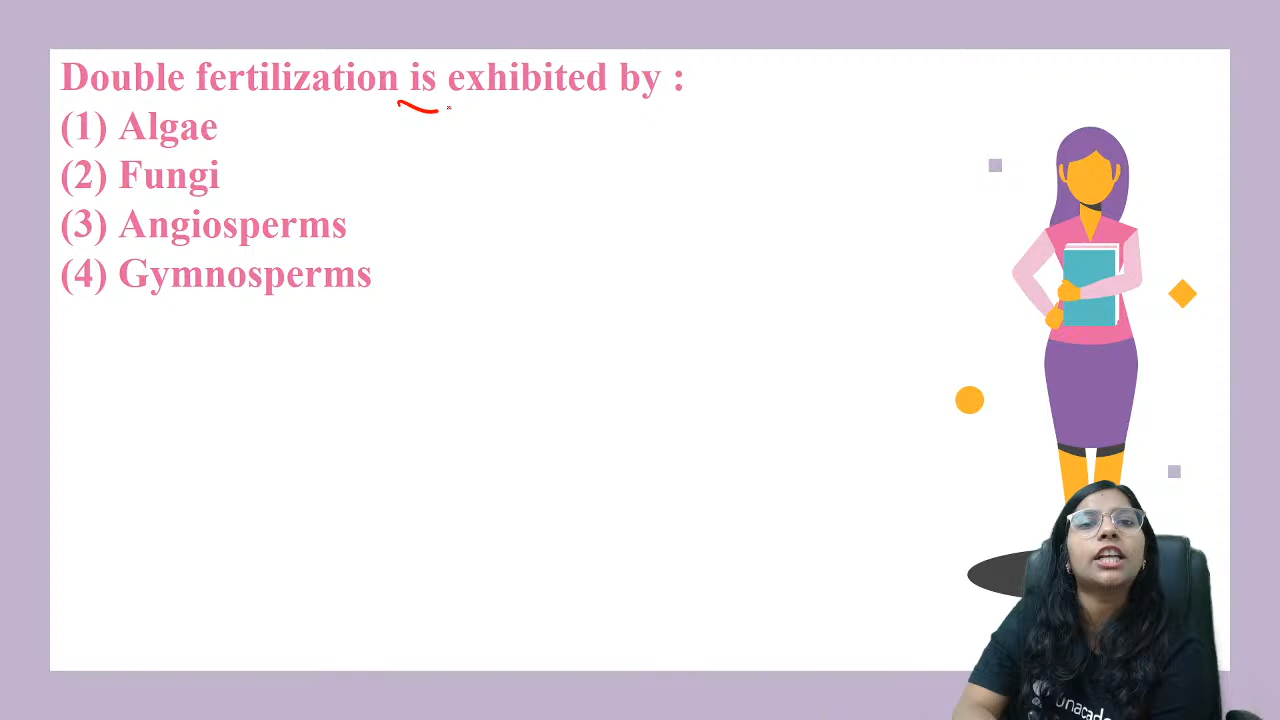 Double fertilization is exhibited by :
(1) Algae
(2) Fungi
(3) Angiosperms
(4) Gymnosperms